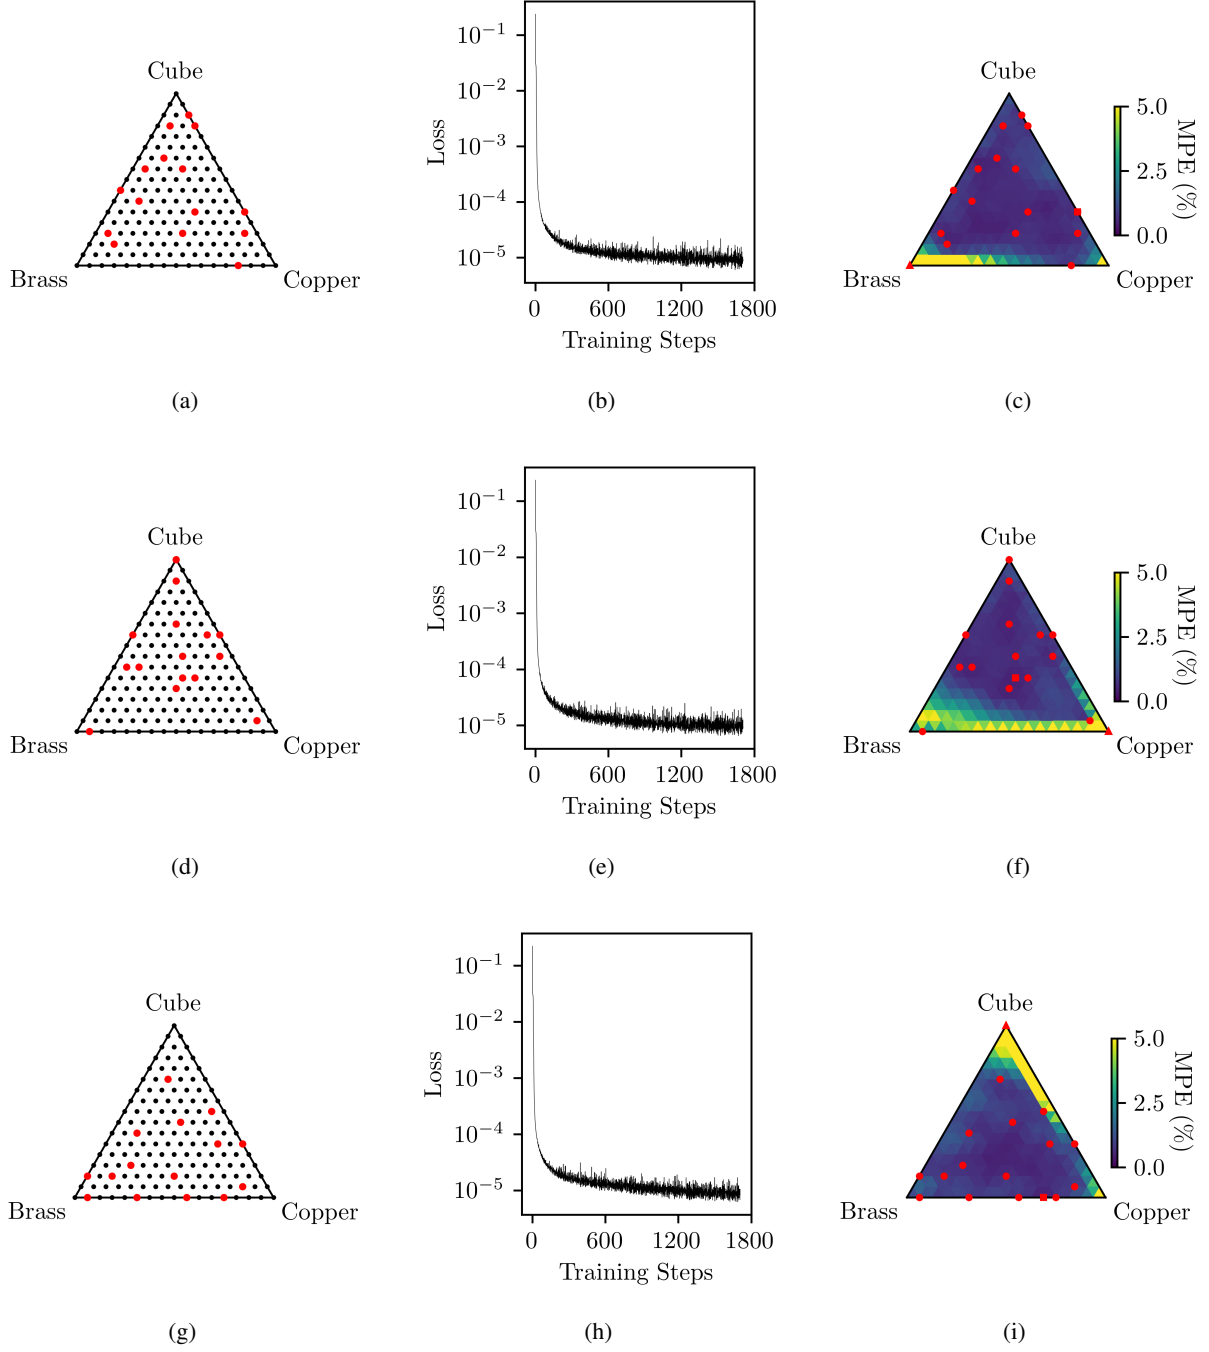 Cube
Brass
Copper
(a)
10⁻¹
10⁻²
10⁻³
10⁻⁴
10⁻⁵
Loss
0 600 1200 1800
Training Steps
(b)
Cube
Brass
Copper
5.0
2.5
0.0
MPE (%)
(c)
Cube
Brass
Copper
(d)
10⁻¹
10⁻²
10⁻³
10⁻⁴
10⁻⁵
Loss
0 600 1200 1800
Training Steps
(e)
Cube
Brass
Copper
5.0
2.5
0.0
MPE (%)
(f)
Cube
Brass
Copper
(g)
10⁻¹
10⁻²
10⁻³
10⁻⁴
10⁻⁵
Loss
0 600 1200 1800
Training Steps
(h)
Cube
Brass
Copper
5.0
2.5
0.0
MPE (%)
(i)